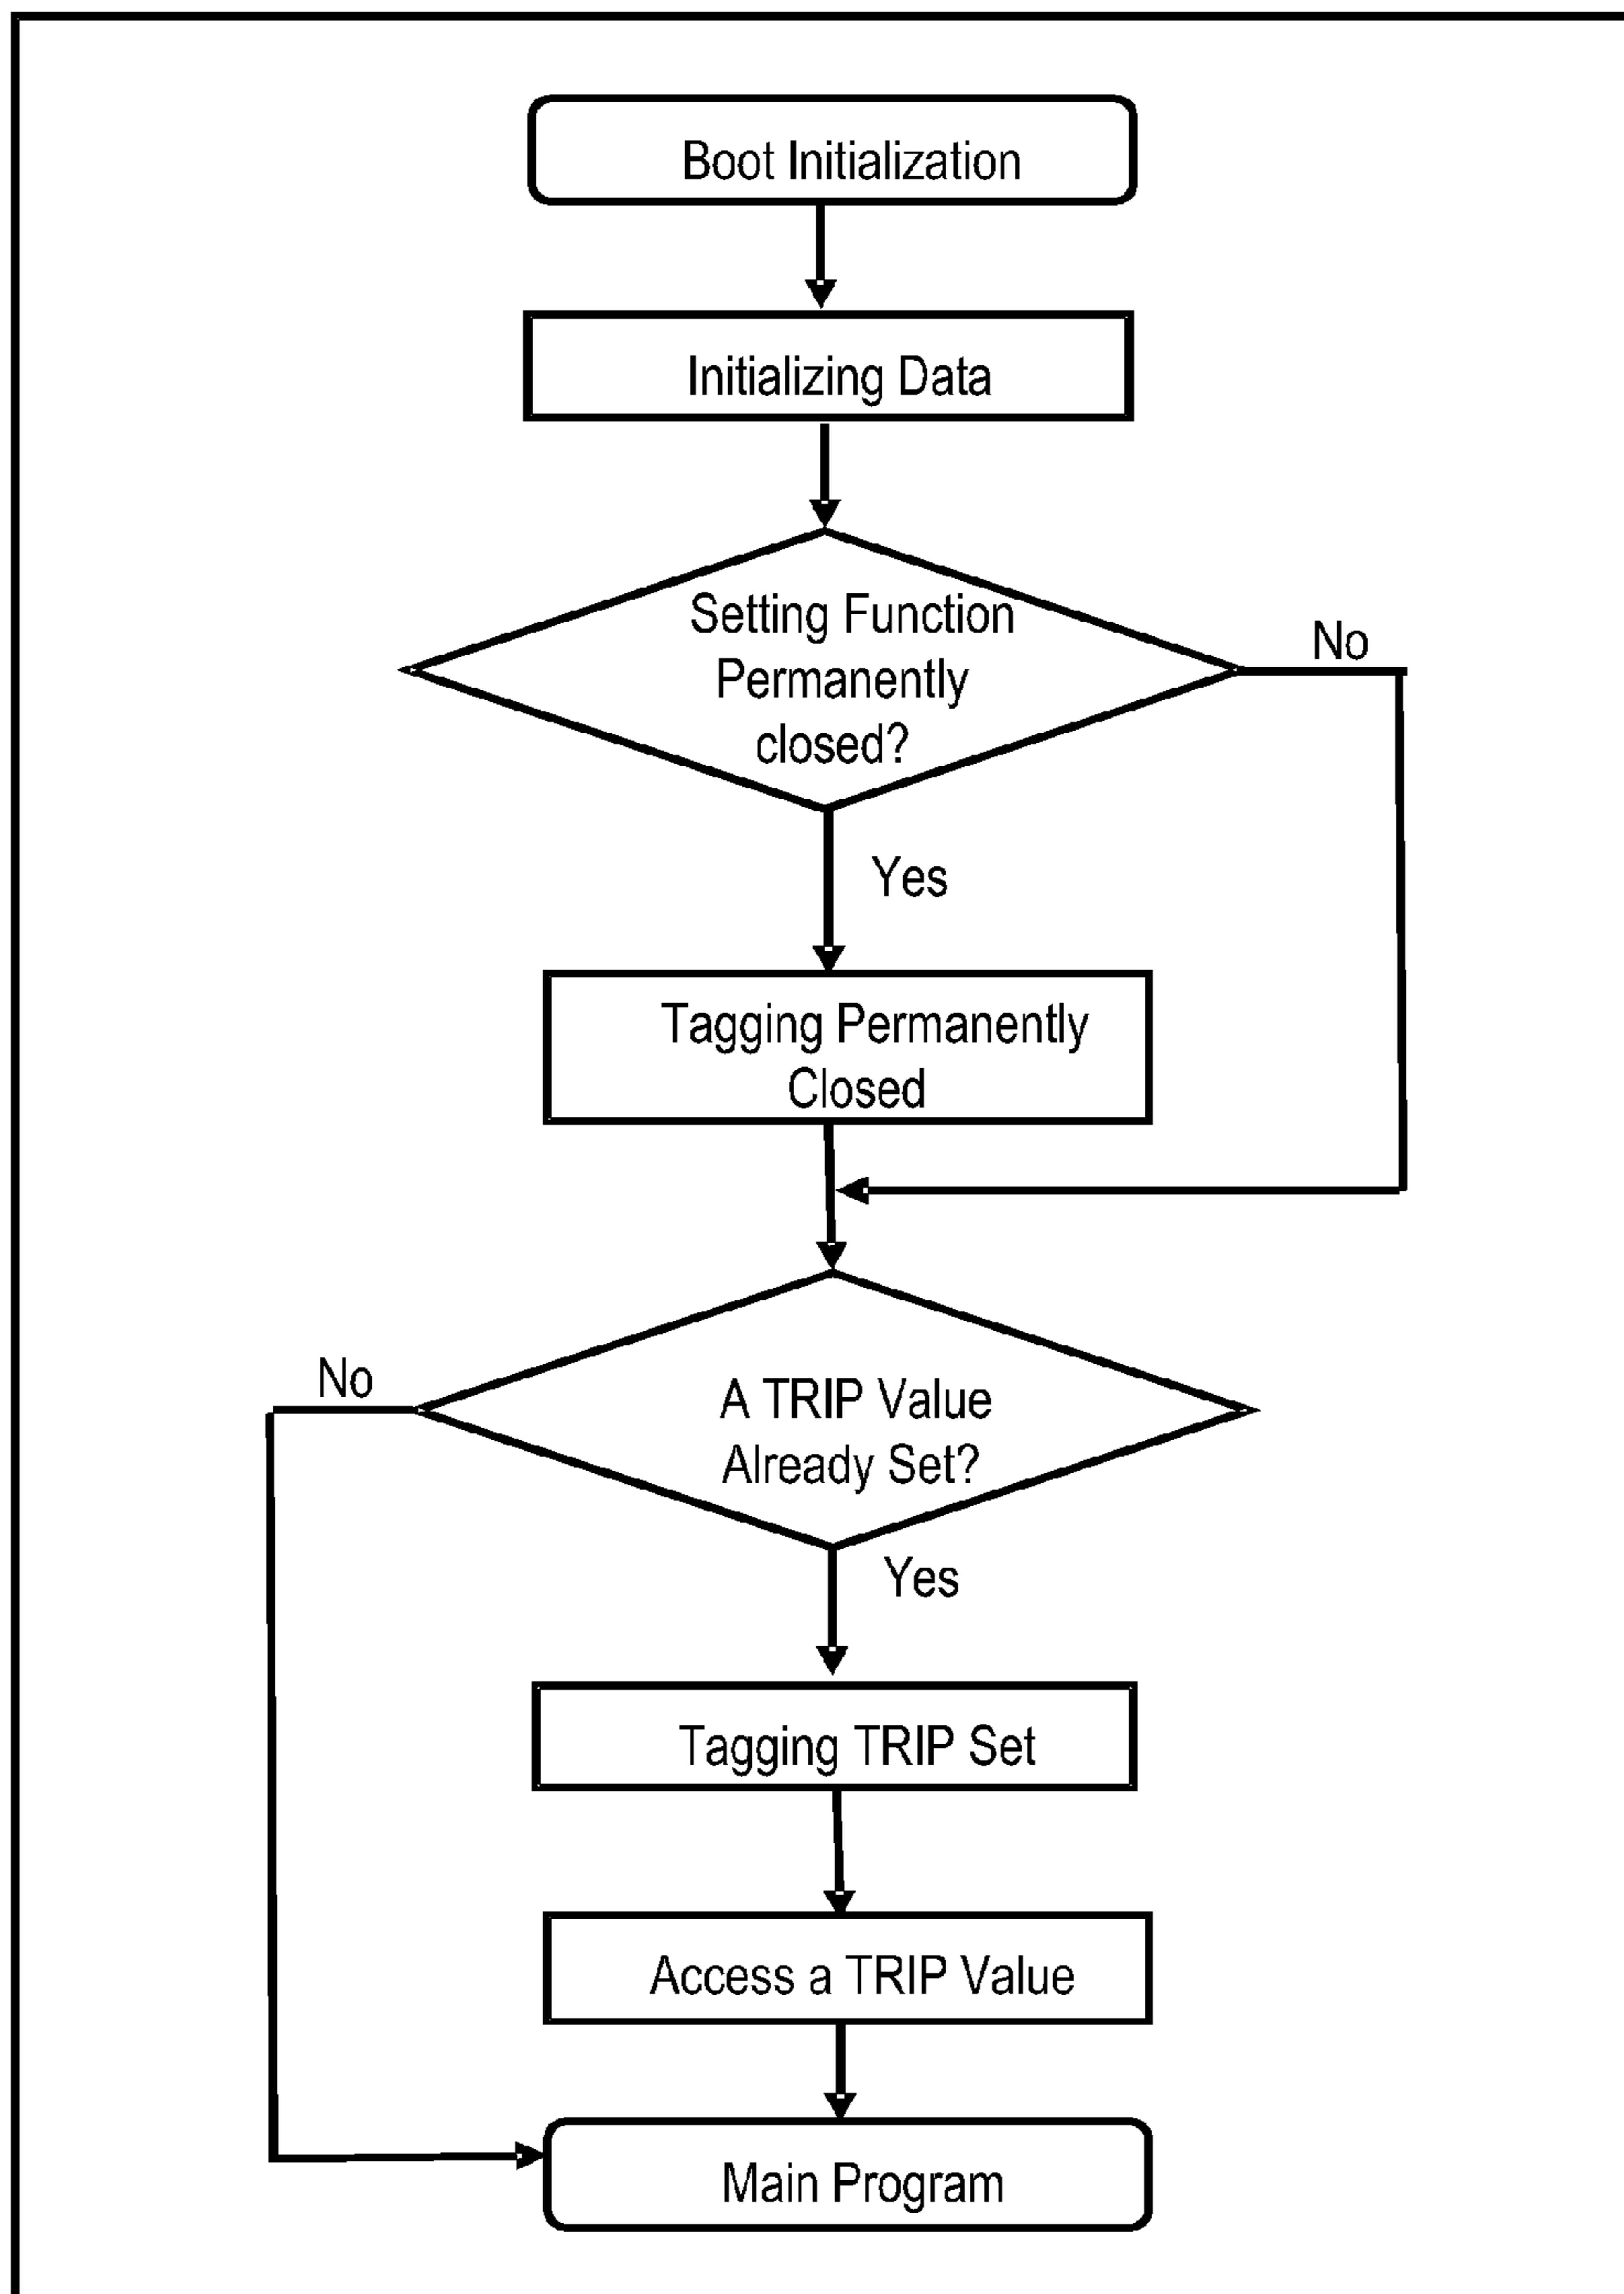 Boot Initialization
Initializing Data
Setting Function
Permanently
closed?
No
Yes
Tagging Permanently
Closed
No
A TRIP Value
Already Set?
Yes
Tagging TRIP Set
Access a TRIP Value
Main Program